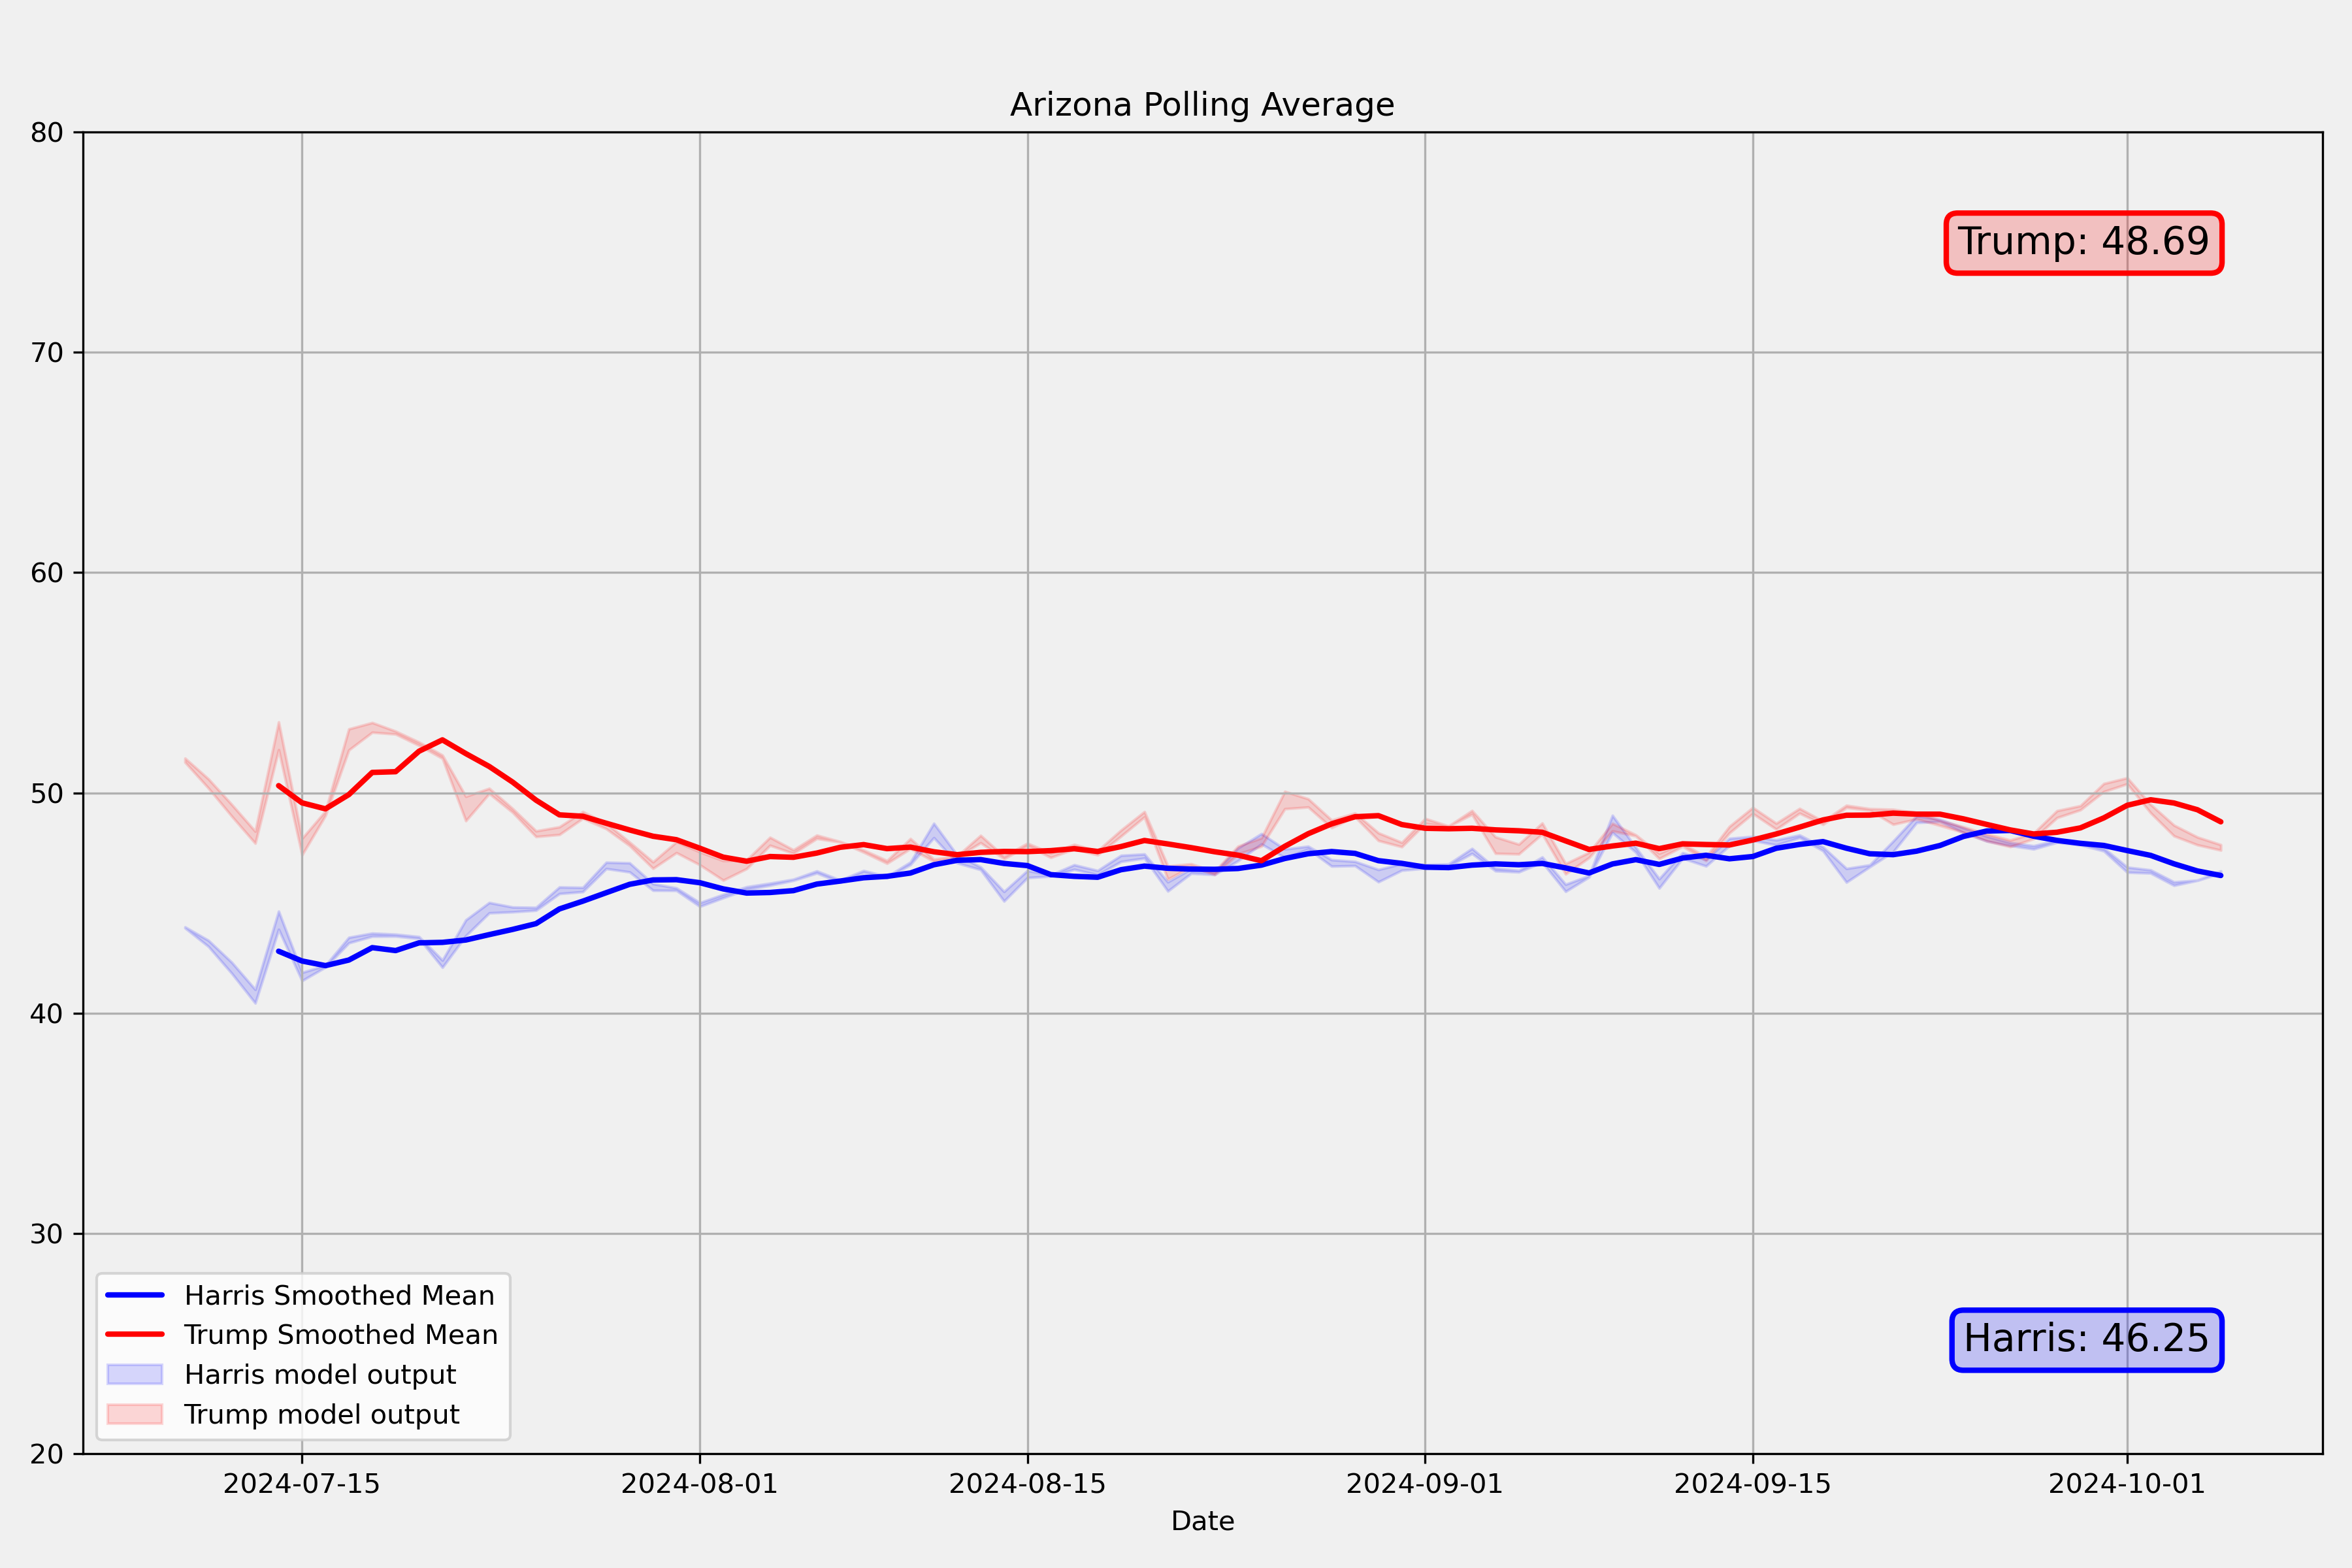 Arizona Polling Average
80
70
60
50
40
30
20
Trump: 48.69
Harris: 46.25
Harris Smoothed Mean
Trump Smoothed Mean
Harris model output
Trump model output
2024-07-15 2024-08-01 2024-08-15 2024-09-01 2024-09-15 2024-10-01
Date